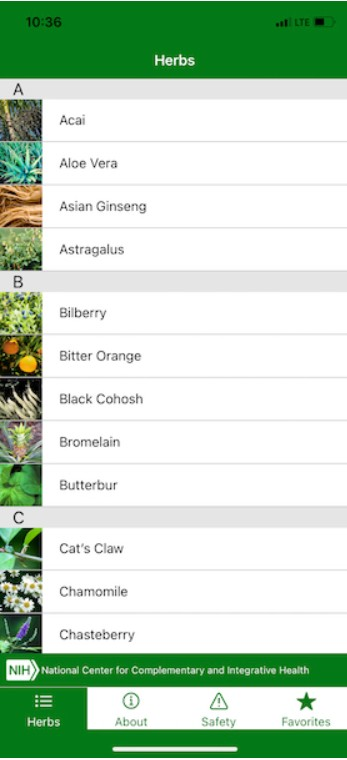 10:36
LTE
Herbs
A
Acai
Aloe Vera
Asian Ginseng
Astragalus
B
Bilberry
Bitter Orange
Black Cohosh
Bromelain
Butterbur
C
Cat's Claw
Chamomile
Chasteberry
NIH National Center for Complementary and Integrative Health
Herbs About Safety Favorites